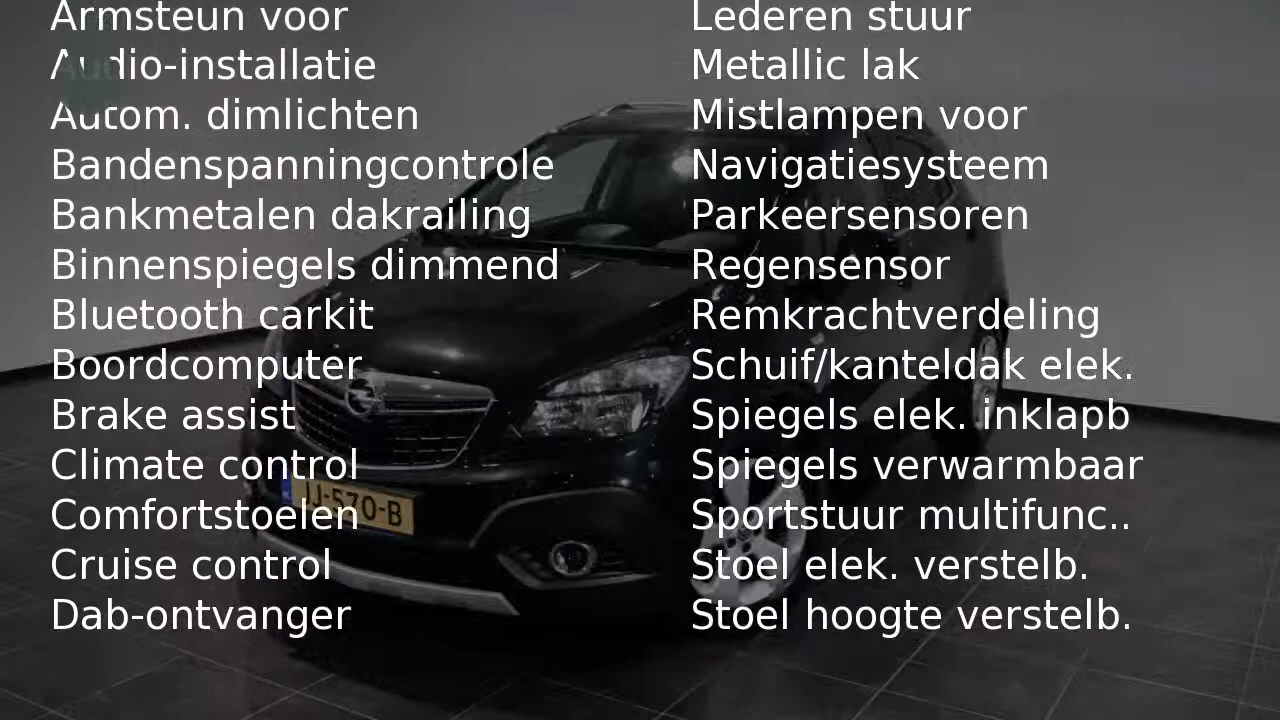 Armsteun voor
Audio-installatie
Autom. dimlichten
Bandenspanningcontrole
Bankmetalen dakrailing
Binnenspiegels dimmend
Bluetooth carkit
Boordcomputer
Brake assist
Climate control
Comfortstoelen
Cruise control
Dab-ontvanger
Lederen stuur
Metallic lak
Mistlampen voor
Navigatiesysteem
Parkeersensoren
Regensensor
Remkrachtverdeling
Schuif/kanteldak elek.
Spiegels elek. inklapb
Spiegels verwarmbaar
Sportstuur multifunc..
Stoel elek. verstelb.
Stoel hoogte verstelb.